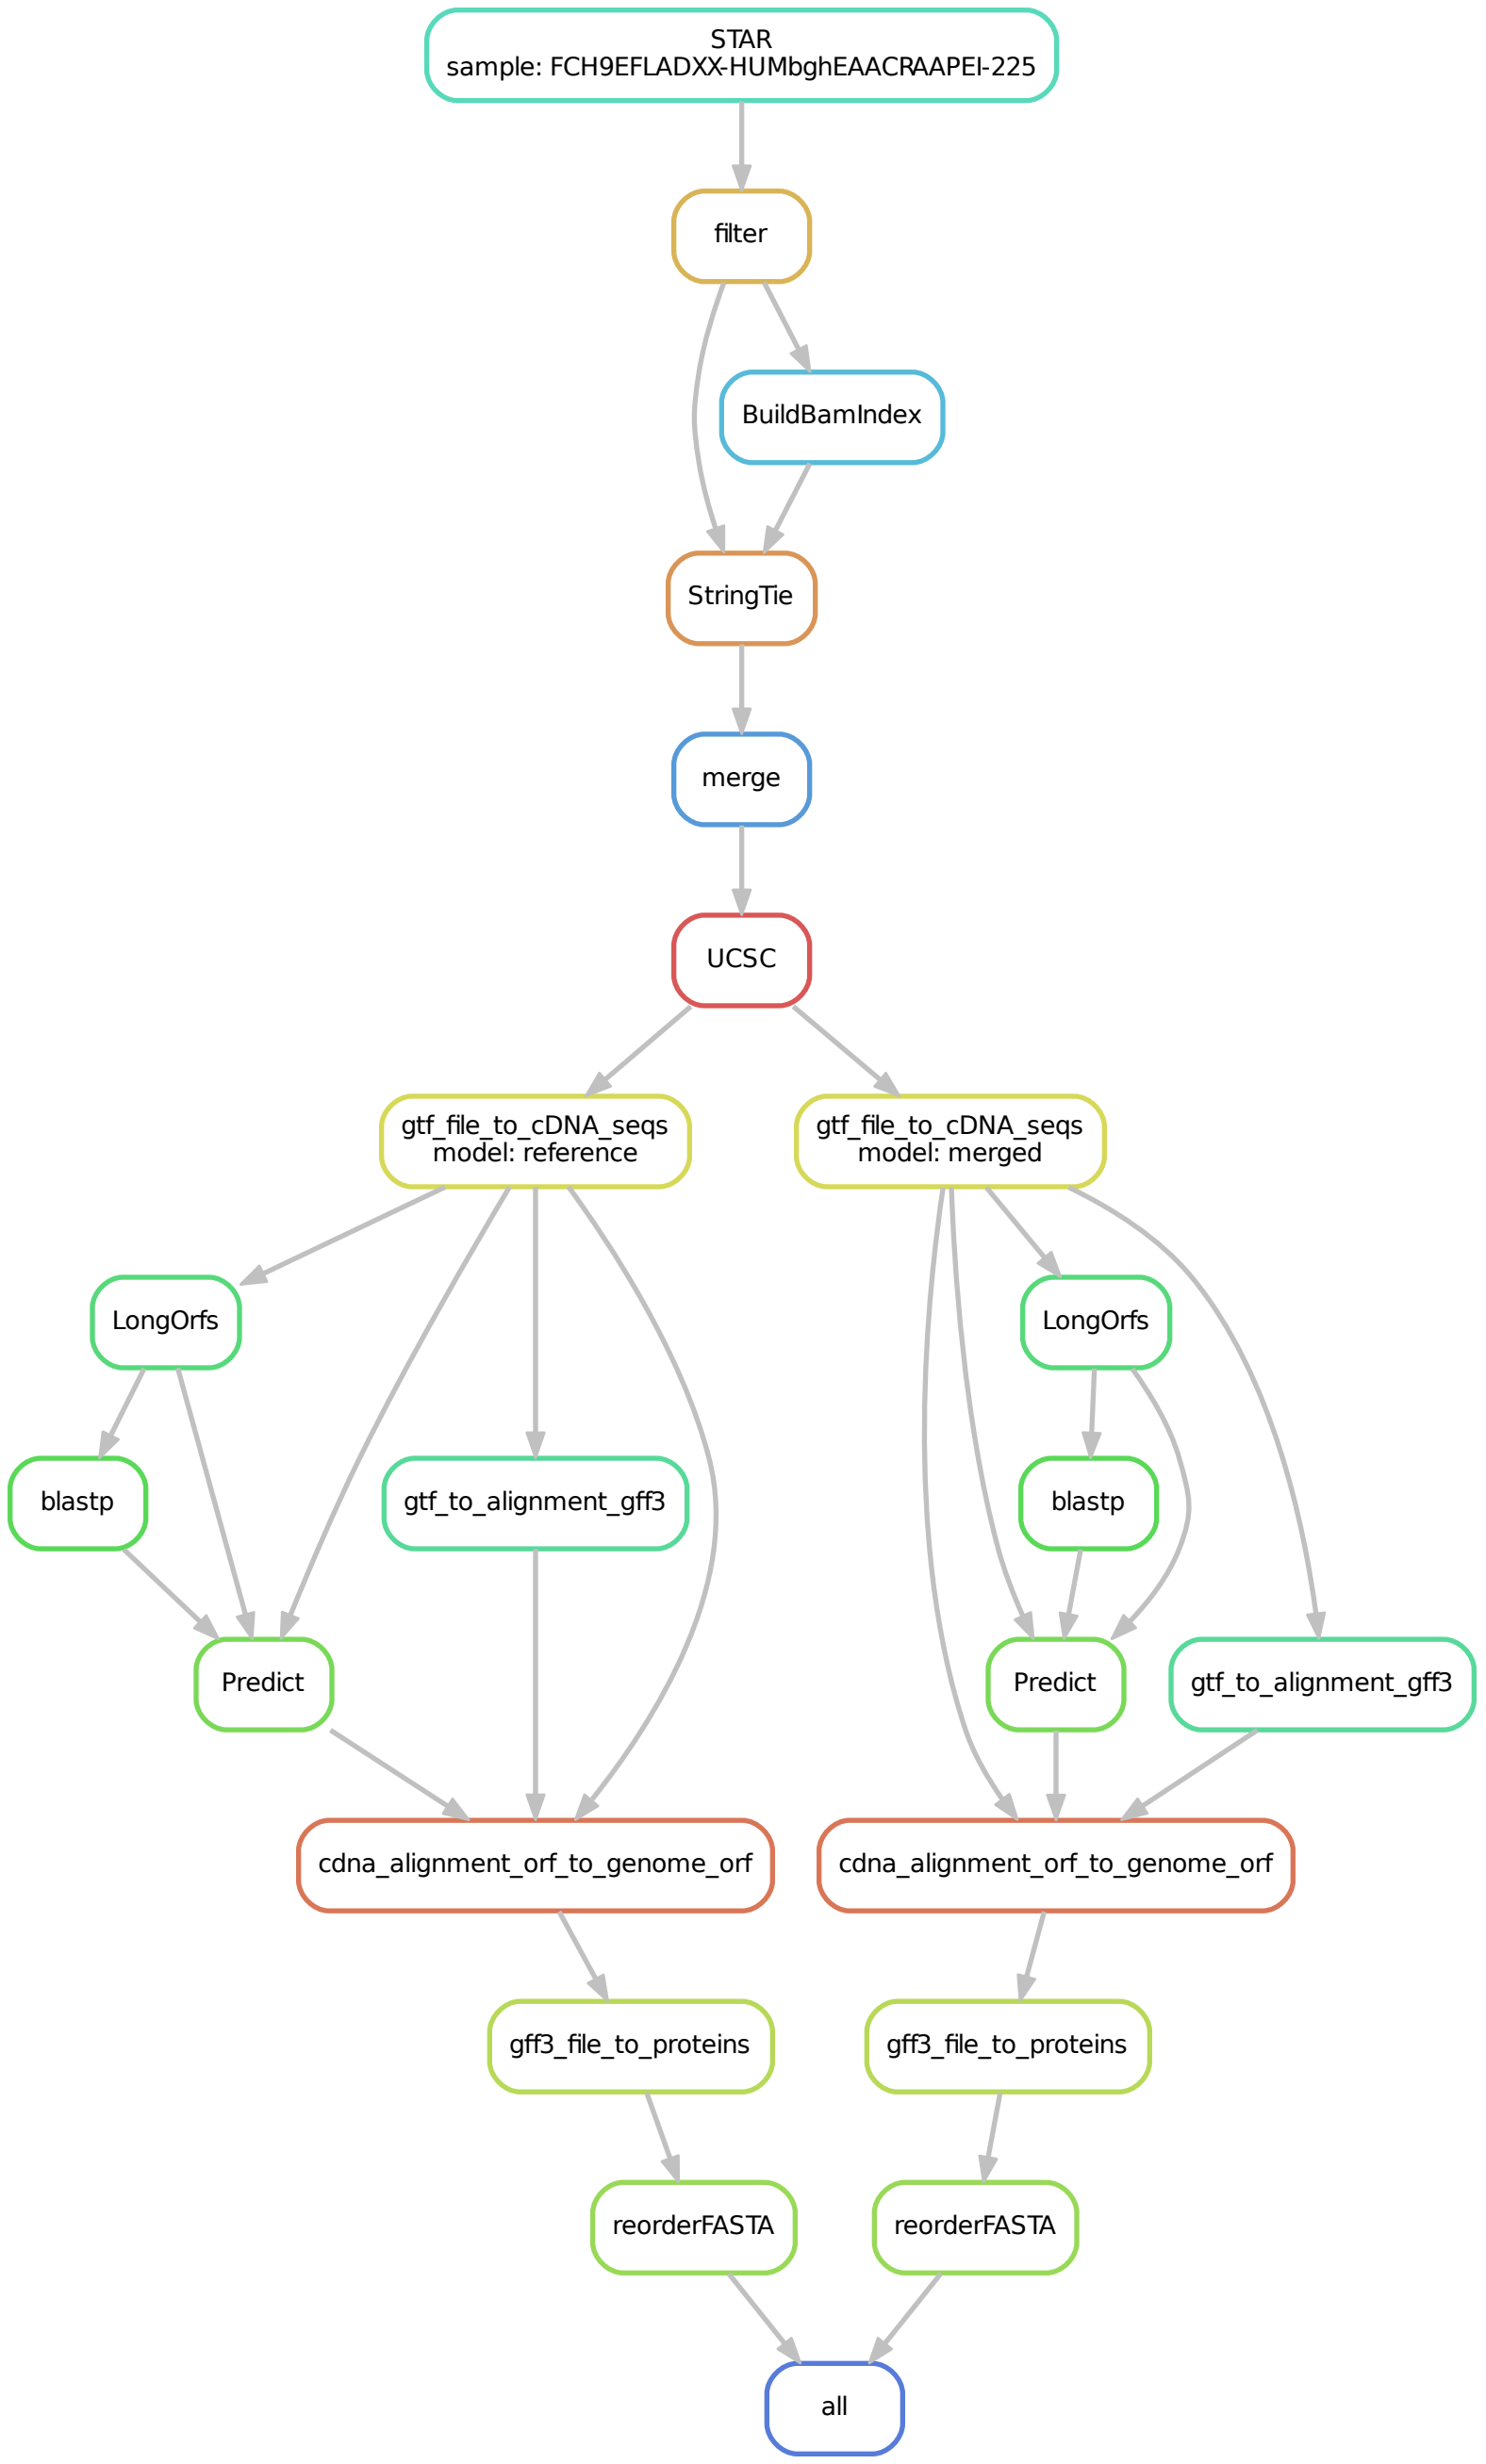 STAR
sample: FCH9EFLADXX-HUMbghEAACRAAPEI-225
filter
BuildBamIndex
StringTie
merge
UCSC
gtf_file_to_cDNA_seqs
model: reference
gtf_file_to_cDNA_seqs
model: merged
LongOrfs
LongOrfs
blastp
gtf_to_alignment_gff3
blastp
Predict
Predict
gtf_to_alignment_gff3
cdna_alignment_orf_to_genome_orf
cdna_alignment_orf_to_genome_orf
gff3_file_to_proteins
gff3_file_to_proteins
reorderFASTA
reorderFASTA
all